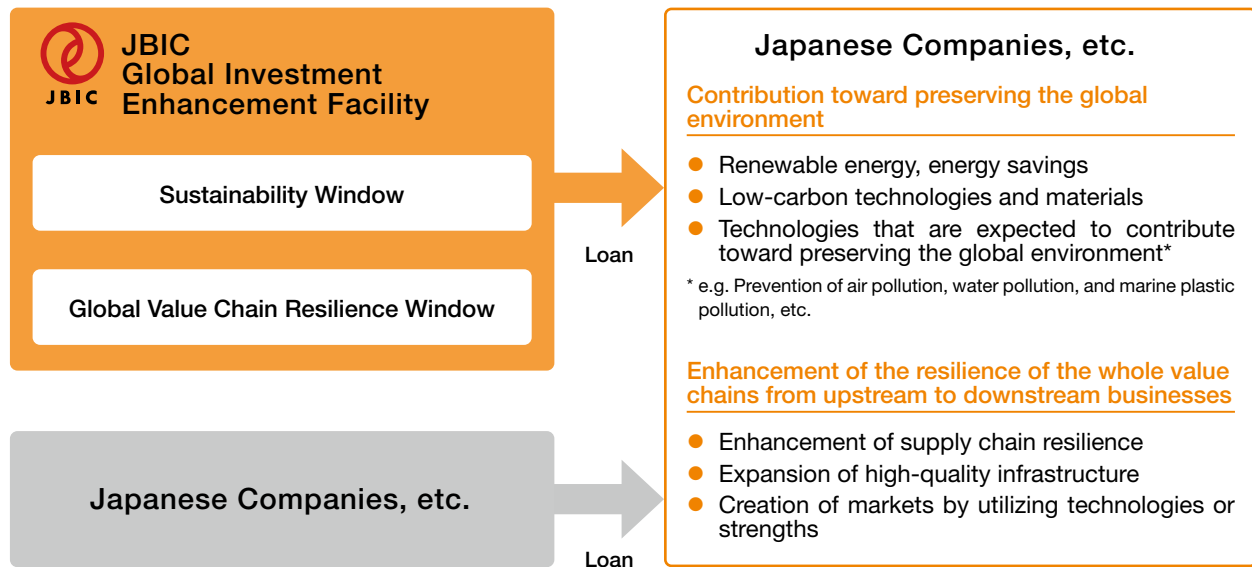 JBIC
JBIC
Global Investment
Enhancement Facility
Sustainability Window
Global Value Chain Resilience Window
Loan
Japanese Companies, etc.
Loan
Japanese Companies, etc.
Contribution toward preserving the global
environment
● Renewable energy, energy savings
● Low-carbon technologies and materials
● Technologies that are expected to contribute
toward preserving the global environment*
* e.g. Prevention of air pollution, water pollution, and marine plastic
pollution, etc.
Enhancement of the resilience of the whole value
chains from upstream to downstream businesses
● Enhancement of supply chain resilience
● Expansion of high-quality infrastructure
● Creation of markets by utilizing technologies or
strengths